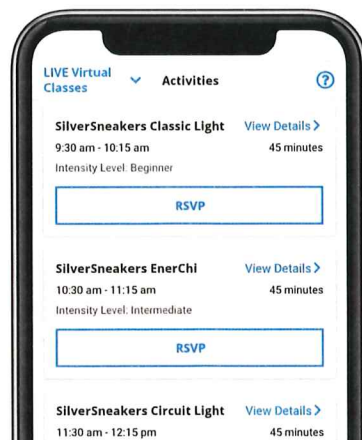 LIVE Virtual
Classes
Activities
?
SilverSneakers Classic Light View Details >
9:30 am - 10:15 am 45 minutes
Intensity Level: Beginner
RSVP
SilverSneakers EnerChi View Details >
10:30 am - 11:15 am 45 minutes
Intensity Level: Intermediate
RSVP
SilverSneakers Circuit Light View Details >
11:30 am - 12:15 pm 45 minutes